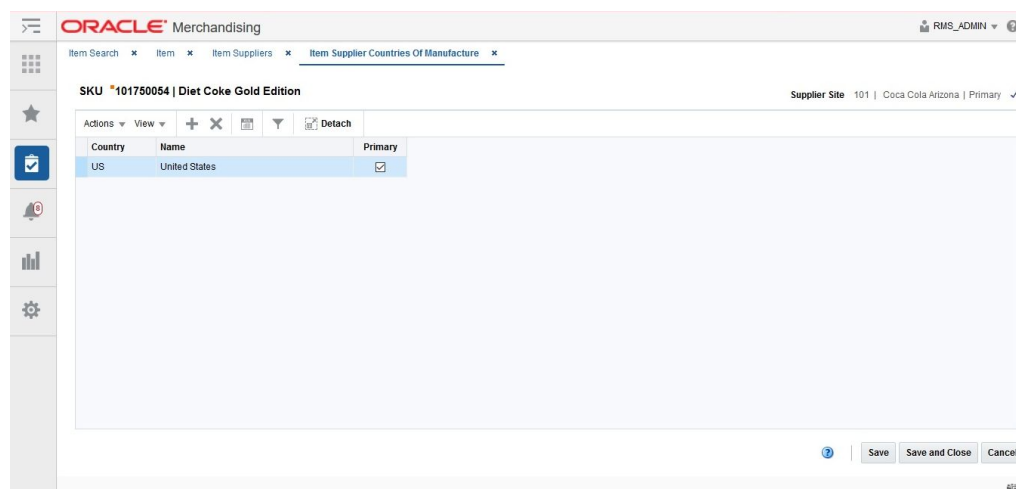 ORACLE Merchandising RMS_ADMIN
Item Search Item Item Suppliers Item Supplier Countries Of Manufacture
SKU *101750054 | Diet Coke Gold Edition
Supplier Site 101 | Coca Cola Arizona | Primary
Actions View Detach
Country Name Primary
US United States
8
? Save Save and Close Cancel